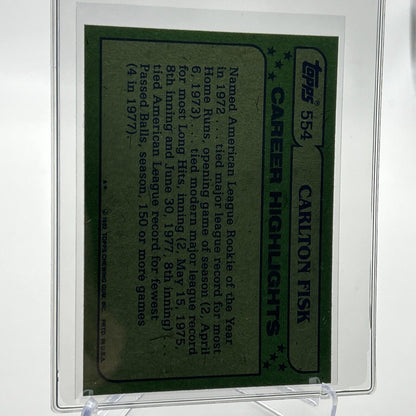 TOPPS® 554 CARLTON FISK
CAREER HIGHLIGHTS
Named American League Rookie of the Year
in 1972 . . . tied major league record for most
Home Runs, opening game of season (2, April
6, 1973) . . . tied modern major league record
for most Long Hits, inning (2, May 15, 1975,
8th inning and June 30, 1977, 8th inning) . . .
tied American League record for fewest
Passed Balls, season, 150 or more games
(4 in 1977).
** © 1982 TOPPS CHEWING GUM, INC. PRTD. IN U.S.A.